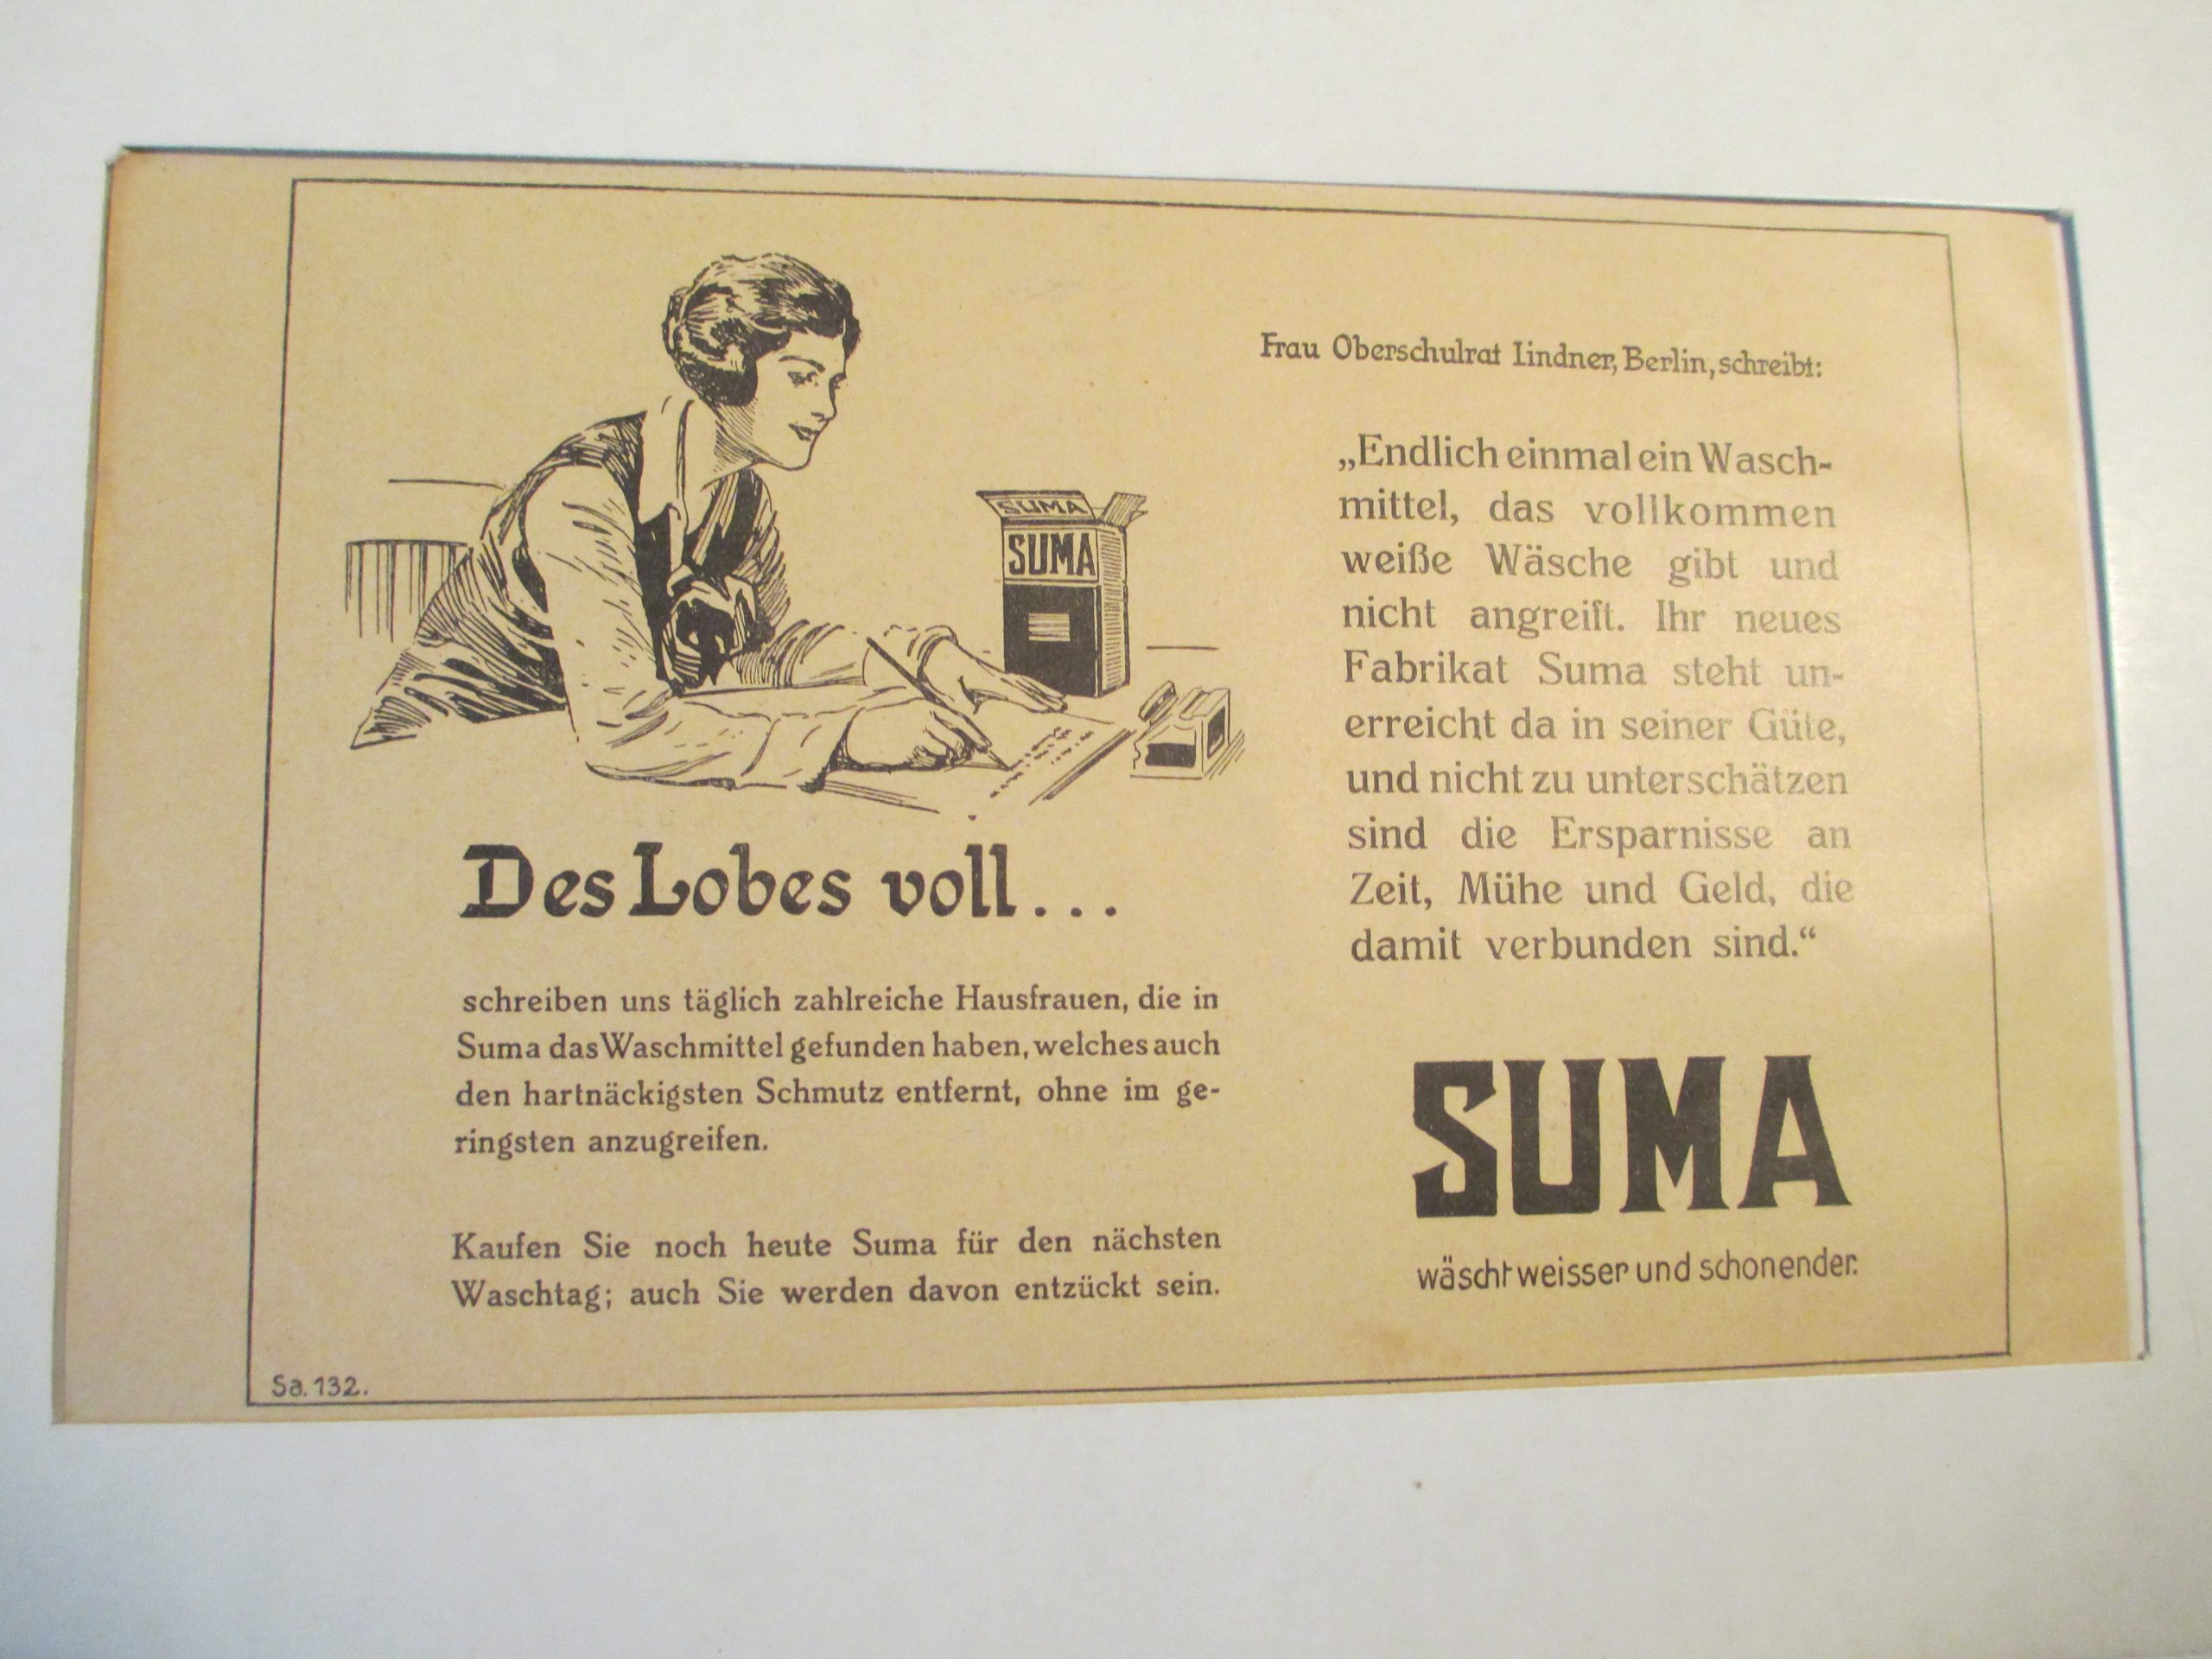 SUMA
SUMA
Des Lobes voll...
schreiben uns täglich zahlreiche Hausfrauen, die in
Suma das Waschmittel gefunden haben, welches auch
den hartnäckigsten Schmutz entfernt, ohne im ge-
ringsten anzugreifen.
Kaufen Sie noch heute Suma für den nächsten
Waschtag; auch Sie werden davon entzückt sein.
Sa. 132.
Frau Oberschulrat Lindner, Berlin, schreibt:
„Endlich einmal ein Wasch-
mittel, das vollkommen
weiße Wäsche gibt und
nicht angreift. Ihr neues
Fabrikat Suma steht un-
erreicht da in seiner Güte,
und nicht zu unterschätzen
sind die Ersparnisse an
Zeit, Mühe und Geld, die
damit verbunden sind.“
SUMA
wäscht weisser und schonender.